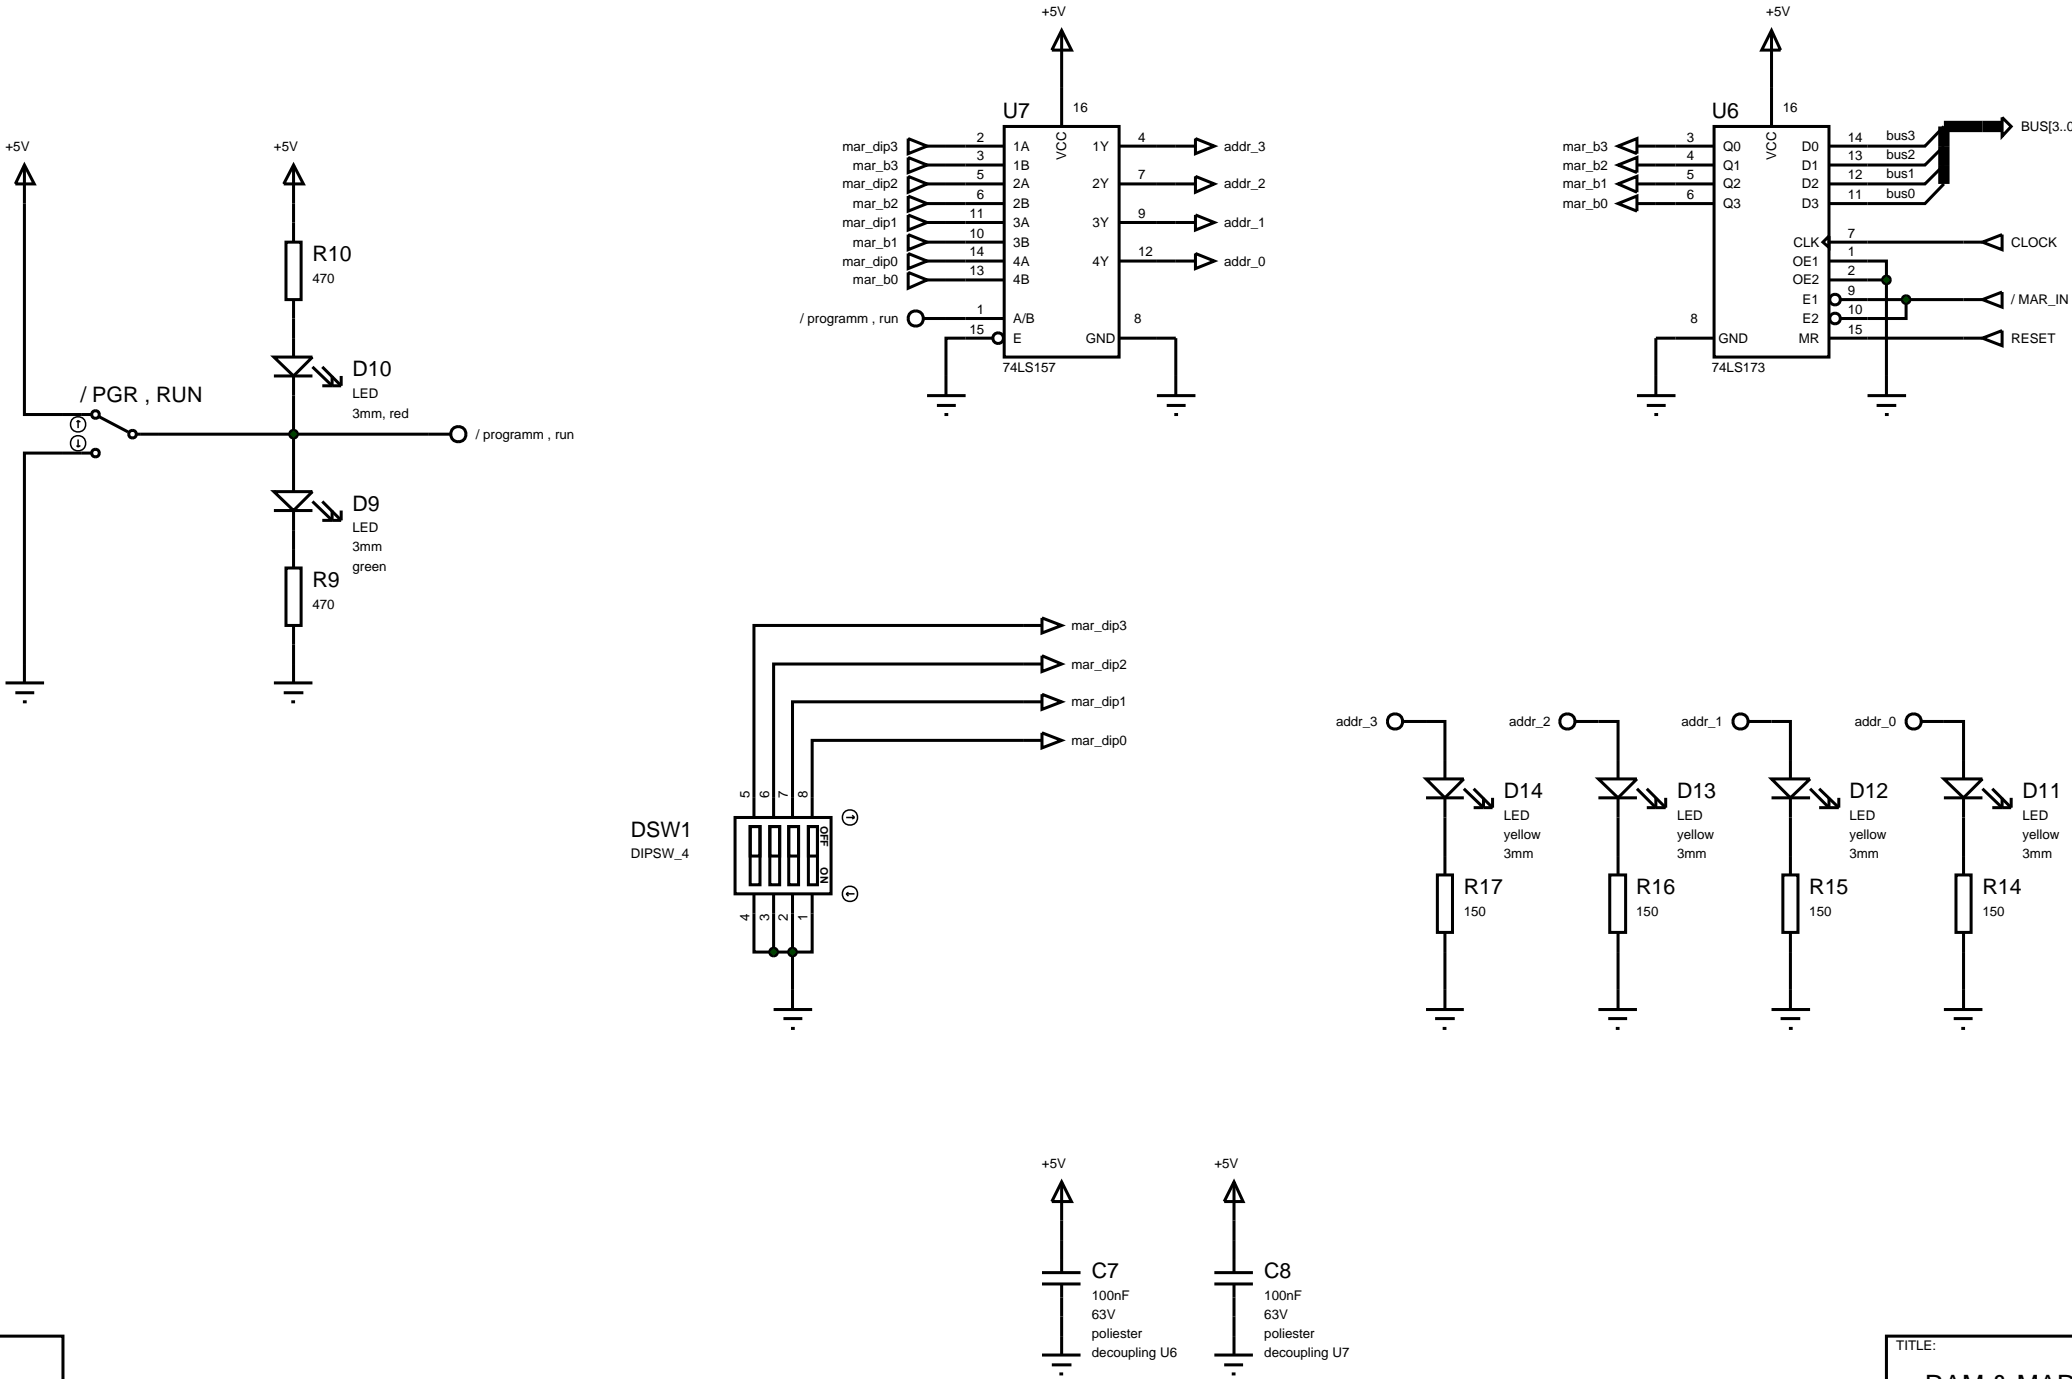 +5V
+5V
R10
470
D10
LED
3mm, red
/ PGR , RUN
/ programm , run
D9
LED
3mm
green
R9
470
+5V
U7
16
VCC
mar_dip3 2 1A
mar_b3 3 1B
mar_dip2 5 2A
mar_b2 6 2B
mar_dip1 11 3A
mar_b1 10 3B
mar_dip0 14 4A
mar_b0 13 4B
/ programm , run 1 A/B
15 E
1Y 4 addr_3
2Y 7 addr_2
3Y 9 addr_1
4Y 12 addr_0
GND 8
74LS157
+5V
U6
16
VCC
mar_b3 3 Q0
mar_b2 4 Q1
mar_b1 5 Q2
mar_b0 6 Q3
8 GND
D0 14 bus3
D1 13 bus2
D2 12 bus1
D3 11 bus0
BUS[3..0
CLK 7 CLOCK
OE1 1
OE2 2
E1 9 / MAR_IN
E2 10
MR 15 RESET
74LS173
mar_dip3
mar_dip2
mar_dip1
mar_dip0
5 6 7 8
DSW1
DIPSW_4
OFF
ON
4 3 2 1
addr_3
D14
LED
yellow
3mm
R17
150
addr_2
D13
LED
yellow
3mm
R16
150
addr_1
D12
LED
yellow
3mm
R15
150
addr_0
D11
LED
yellow
3mm
R14
150
+5V
C7
100nF
63V
poliester
decoupling U6
+5V
C8
100nF
63V
poliester
decoupling U7
TITLE:
RAM & MAR